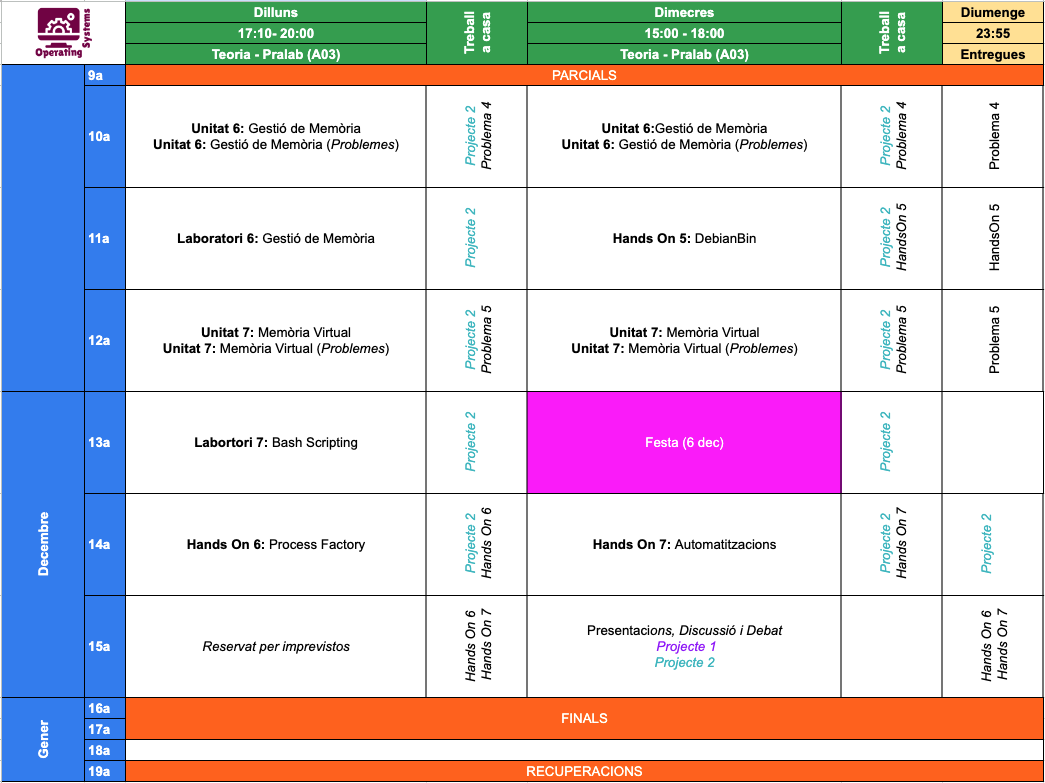 Operating
Systems
Dilluns
17:10- 20:00
Teoria - Pralab (A03)
Treball
a casa
Dimecres
15:00 - 18:00
Teoria - Pralab (A03)
Treball
a casa
Diumenge
23:55
Entregues
9a
PARCIALS
10a
Unitat 6: Gestió de Memòria
Unitat 6: Gestió de Memòria (Problemes)
Projecte 2
Problema 4
Unitat 6:Gestió de Memòria
Unitat 6: Gestió de Memòria (Problemes)
Projecte 2
Problema 4
Problema 4
11a
Laboratori 6: Gestió de Memòria
Projecte 2
Hands On 5: DebianBin
Projecte 2
HandsOn 5
HandsOn 5
12a
Unitat 7: Memòria Virtual
Unitat 7: Memòria Virtual (Problemes)
Projecte 2
Problema 5
Unitat 7: Memòria Virtual
Unitat 7: Memòria Virtual (Problemes)
Projecte 2
Problema 5
Problema 5
Decembre
13a
Labortori 7: Bash Scripting
Projecte 2
Festa (6 dec)
Projecte 2
14a
Hands On 6: Process Factory
Projecte 2
Hands On 6
Hands On 7: Automatitzacions
Projecte 2
Hands On 7
Projecte 2
15a
Reservat per imprevistos
Hands On 6
Hands On 7
Presentacions, Discussió i Debat
Projecte 1
Projecte 2
Hands On 6
Hands On 7
Gener
16a
FINALS
17a
18a
19a
RECUPERACIONS